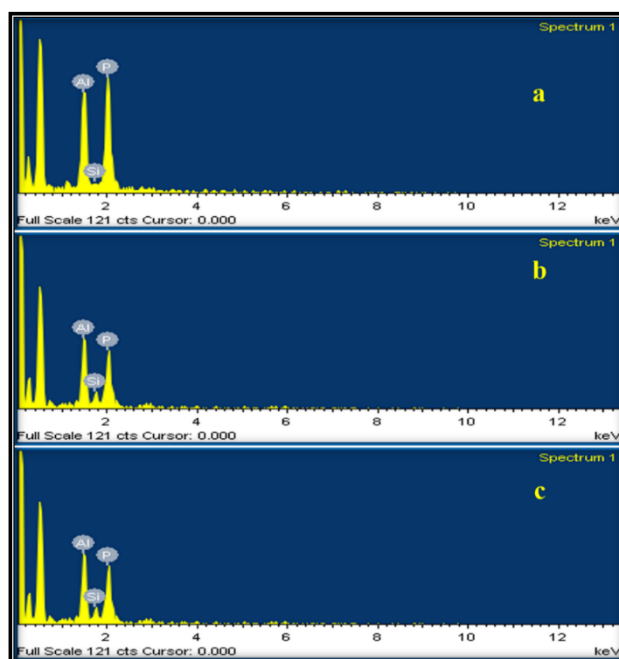 Spectrum 1
a
Al P
Si
2 4 6 8 10 12
Full Scale 121 cts Cursor: 0.000 keV
Spectrum 1
b
Al P
Si
2 4 6 8 10 12
Full Scale 121 cts Cursor: 0.000 keV
Spectrum 1
c
Al P
Si
2 4 6 8 10 12
Full Scale 121 cts Cursor: 0.000 keV